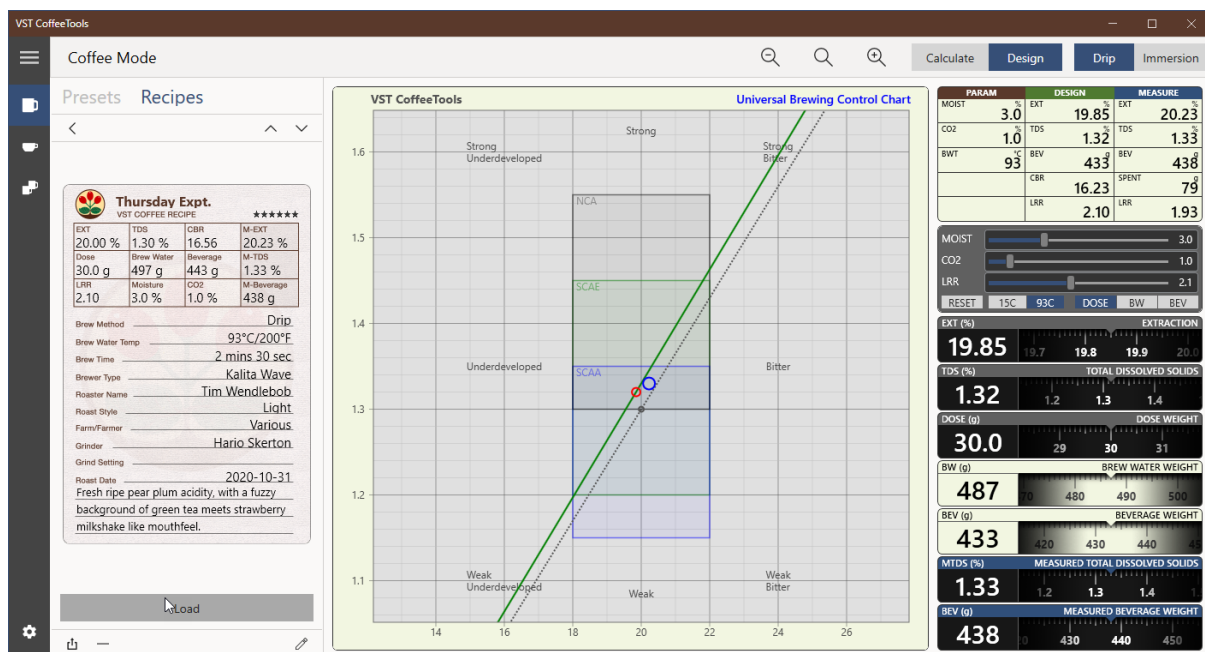 VST CoffeeTools
Coffee Mode
Calculate Design Drip Immersion
Presets Recipes
Thursday Expt.
VST COFFEE RECIPE ★★★★★★
EXT TDS CBR M-EXT
20.00 % 1.30 % 16.56 20.23 %
Dose Brew Water Beverage M-TDS
30.0 g 497 g 443 g 1.33 %
LRR Moisture CO2 M-Beverage
2.10 3.0 % 1.0 % 438 g
Brew Method Drip
Brew Water Temp 93°C/200°F
Brew Time 2 mins 30 sec
Brewer Type Kalita Wave
Roaster Name Tim Wendlebob
Roast Style Light
Farm/Farmer Various
Grinder Hario Skerton
Grind Setting
Roast Date 2020-10-31
Fresh ripe pear plum acidity, with a fuzzy
background of green tea meets strawberry
milkshake like mouthfeel.
Load
VST CoffeeTools Universal Brewing Control Chart
Strong
Strong
Underdeveloped
Strong
Bitter
1.6
NCA
1.5
SCAE
1.4
Underdeveloped
SCAA
Bitter
1.3
1.2
1.1
Weak
Underdeveloped
Weak
Weak
Bitter
14 16 18 20 22 24 26
PARAM DESIGN MEASURE
MOIST % EXT % EXT %
3.0 19.85 20.23
CO2 % TDS % TDS %
1.0 1.32 1.33
BWT °C BEV g BEV g
93 433 438
CBR SPENT g
16.23 79
LRR LRR
2.10 1.93
MOIST 3.0
CO2 1.0
LRR 2.1
RESET 15C 93C DOSE BW BEV
EXT (%) EXTRACTION
19.85 19.7 19.8 19.9 20.0
TDS (%) TOTAL DISSOLVED SOLIDS
1.32 1.2 1.3 1.4
DOSE (g) DOSE WEIGHT
30.0 29 30 31
BW (g) BREW WATER WEIGHT
487 70 480 490 500
BEV (g) BEVERAGE WEIGHT
433 420 430 440 45
MTDS (%) MEASURED TOTAL DISSOLVED SOLIDS
1.33 1.2 1.3 1.4 1.
BEV (g) MEASURED BEVERAGE WEIGHT
438 0 430 440 450